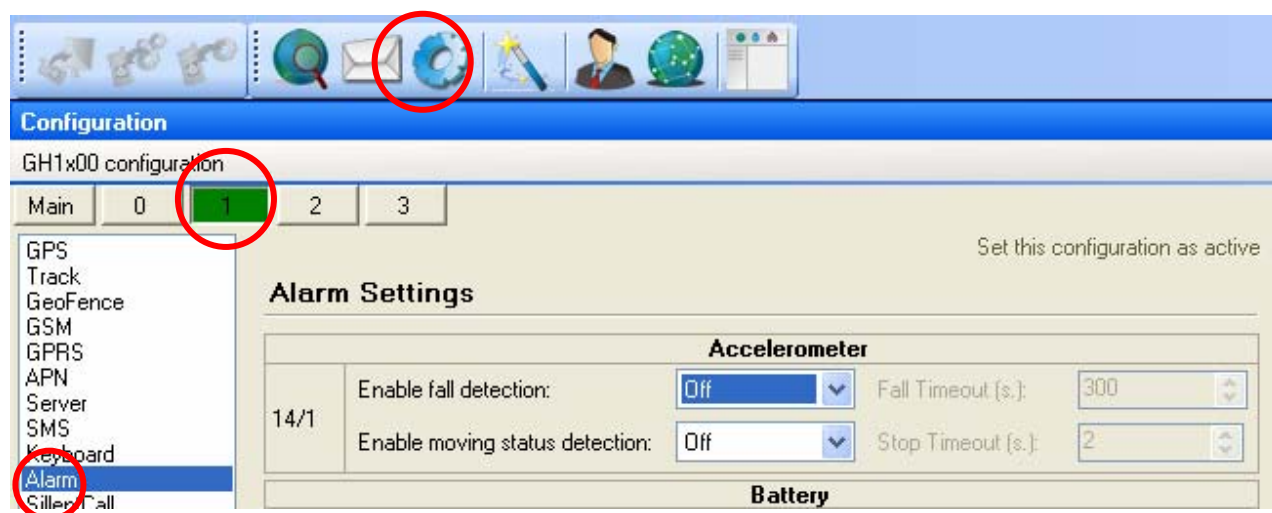 Configuration
GH1x00 configuration
Main 0 1 2 3
GPS
Track
GeoFence
GSM
GPRS
APN
Server
SMS
Keyboard
Alarm
Sillent Call
Set this configuration as active
Alarm Settings
Accelerometer
14/1
Enable fall detection: Off Fall Timeout (s.): 300
Enable moving status detection: Off Stop Timeout (s.): 2
Battery